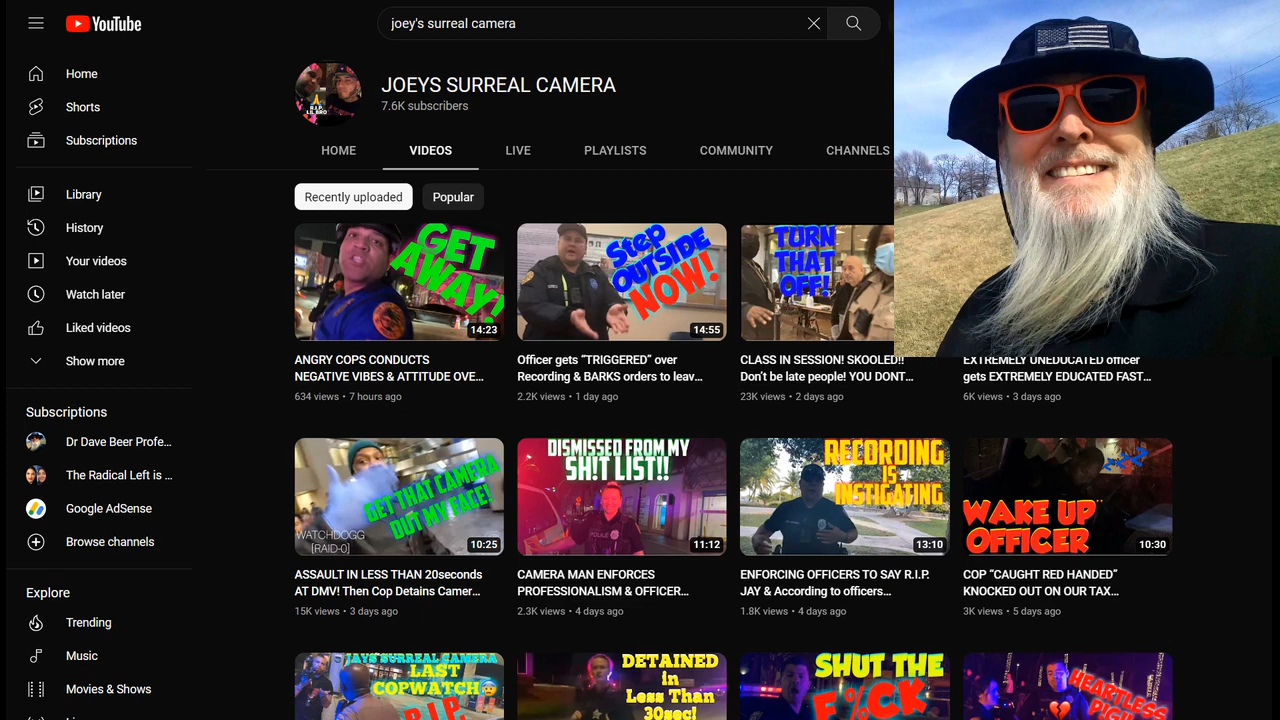 YouTube
joey's surreal camera
Home
Shorts
Subscriptions
Library
History
Your videos
Watch later
Liked videos
Show more
Subscriptions
Dr Dave Beer Profe...
The Radical Left is ...
Google AdSense
Browse channels
Explore
Trending
Music
Movies & Shows
R.I.P.
LIL BRO
JOEYS SURREAL CAMERA
7.6K subscribers
HOME
VIDEOS
LIVE
PLAYLISTS
COMMUNITY
CHANNELS
Recently uploaded
Popular
GET
AWAY!
14:23
Step
OUTSIDE
NOW!
14:55
TURN
THAT
OFF!
ANGRY COPS CONDUCTS
NEGATIVE VIBES & ATTITUDE OVE...
634 views • 7 hours ago
Officer gets “TRIGGERED” over
Recording & BARKS orders to leav...
2.2K views • 1 day ago
CLASS IN SESSION! SKOOLED!!
Don't be late people! YOU DONT...
23K views • 2 days ago
EXTREMELY UNEDUCATED officer
gets EXTREMELY EDUCATED FAST...
6K views • 3 days ago
GET THAT CAMERA
OUT MY FACE!
WATCHDOGG
[RAID-0]
10:25
DISMISSED FROM MY
SH!T LIST!!
POLICE
11:12
RECORDING
IS
INSTIGATING
13:10
WAKE UP
OFFICER
10:30
ASSAULT IN LESS THAN 20seconds
AT DMV! Then Cop Detains Camer...
15K views • 3 days ago
CAMERA MAN ENFORCES
PROFESSIONALISM & OFFICER...
2.3K views • 4 days ago
ENFORCING OFFICERS TO SAY R.I.P.
JAY & According to officers...
1.8K views • 4 days ago
COP “CAUGHT RED HANDED”
KNOCKED OUT ON OUR TAX...
3K views • 5 days ago
JAYS SURREAL CAMERA
LAST
COPWATCH
R.I.P.
DETAINED
in
Less Than
30sec!
SHUT THE
F*%CK
HEARTLESS